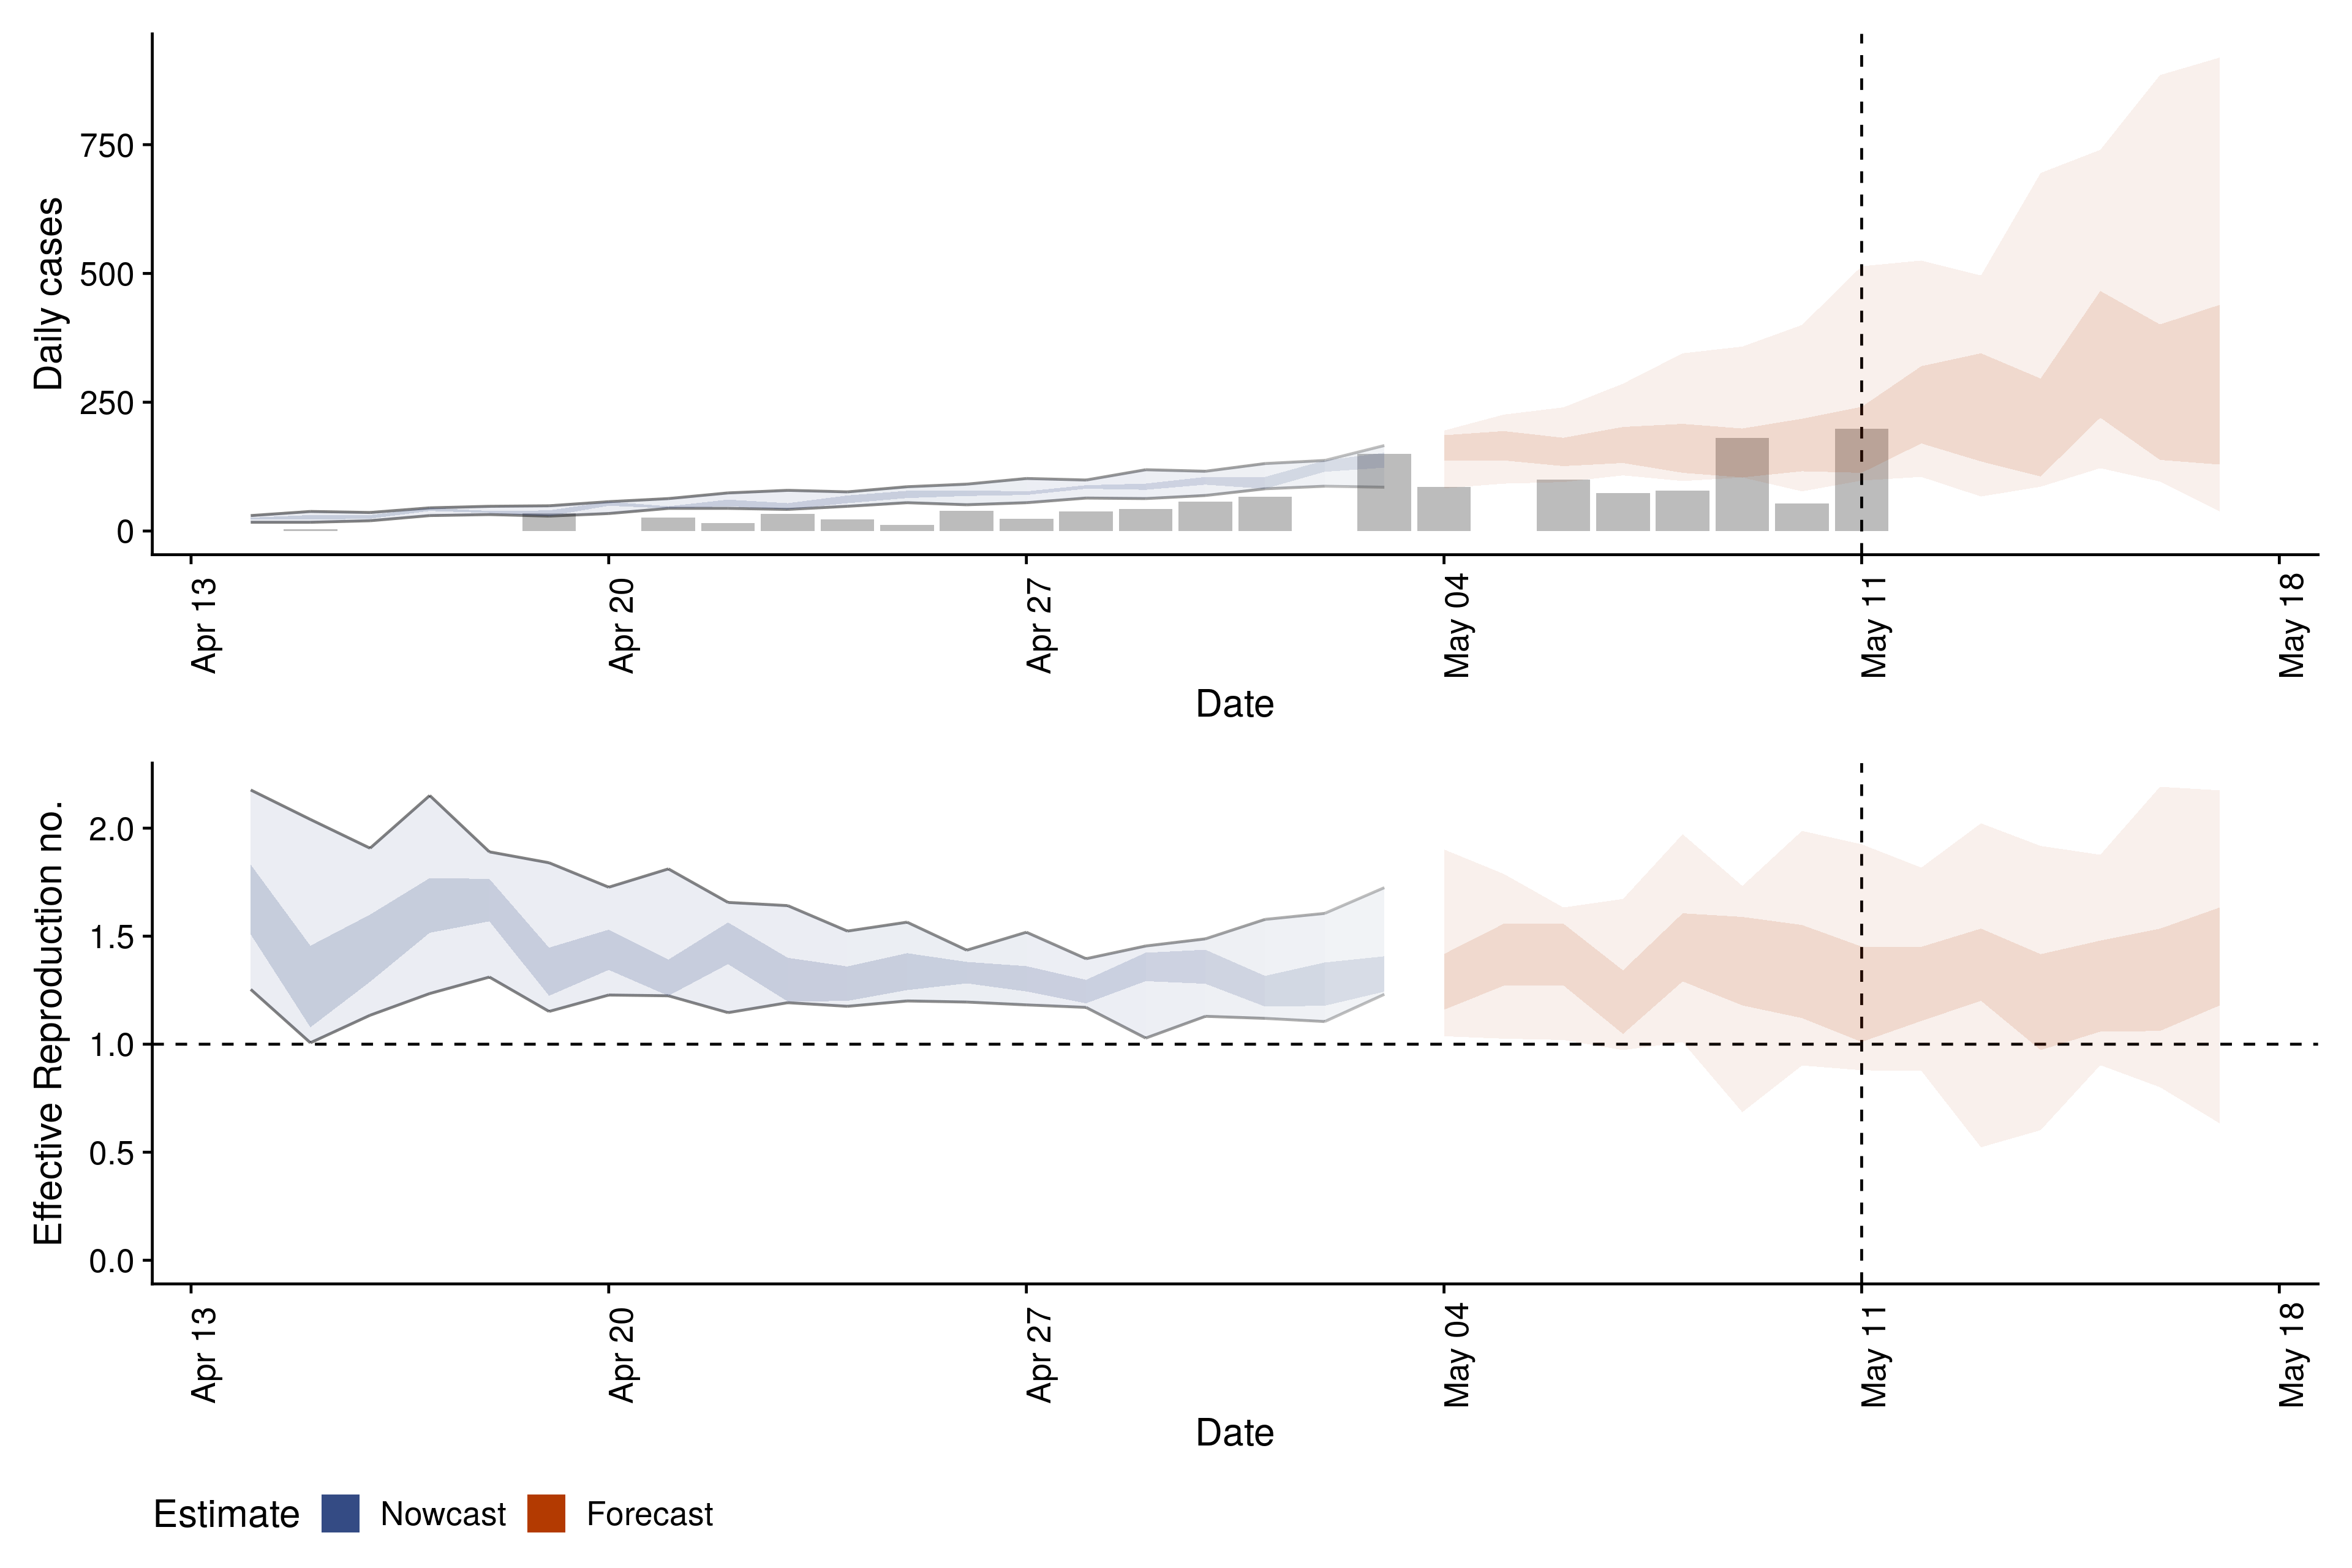 Daily cases
750
500
250
0
Apr 13
Apr 20
Apr 27
May 04
May 11
May 18
Date
Effective Reproduction no.
2.0
1.5
1.0
0.5
0.0
Apr 13
Apr 20
Apr 27
May 04
May 11
May 18
Date
Estimate Nowcast Forecast